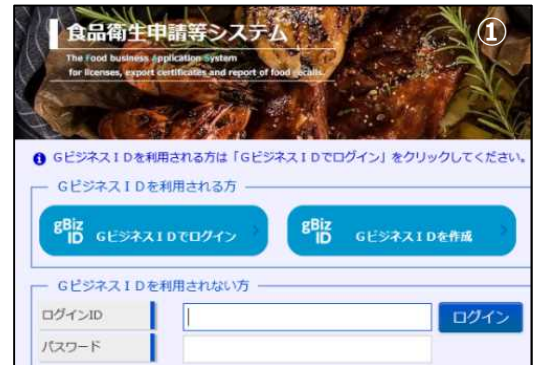 食品衛生申請等システム
①
The Food business Application System
for licenses, export certificates and report of food recalls.
GビジネスIDを利用される方は「GビジネスIDでログイン」をクリックしてください。
GビジネスIDを利用される方
gBiz ID GビジネスIDでログイン
gBiz ID GビジネスIDを作成
GビジネスIDを利用されない方
ログインID
ログイン
パスワード